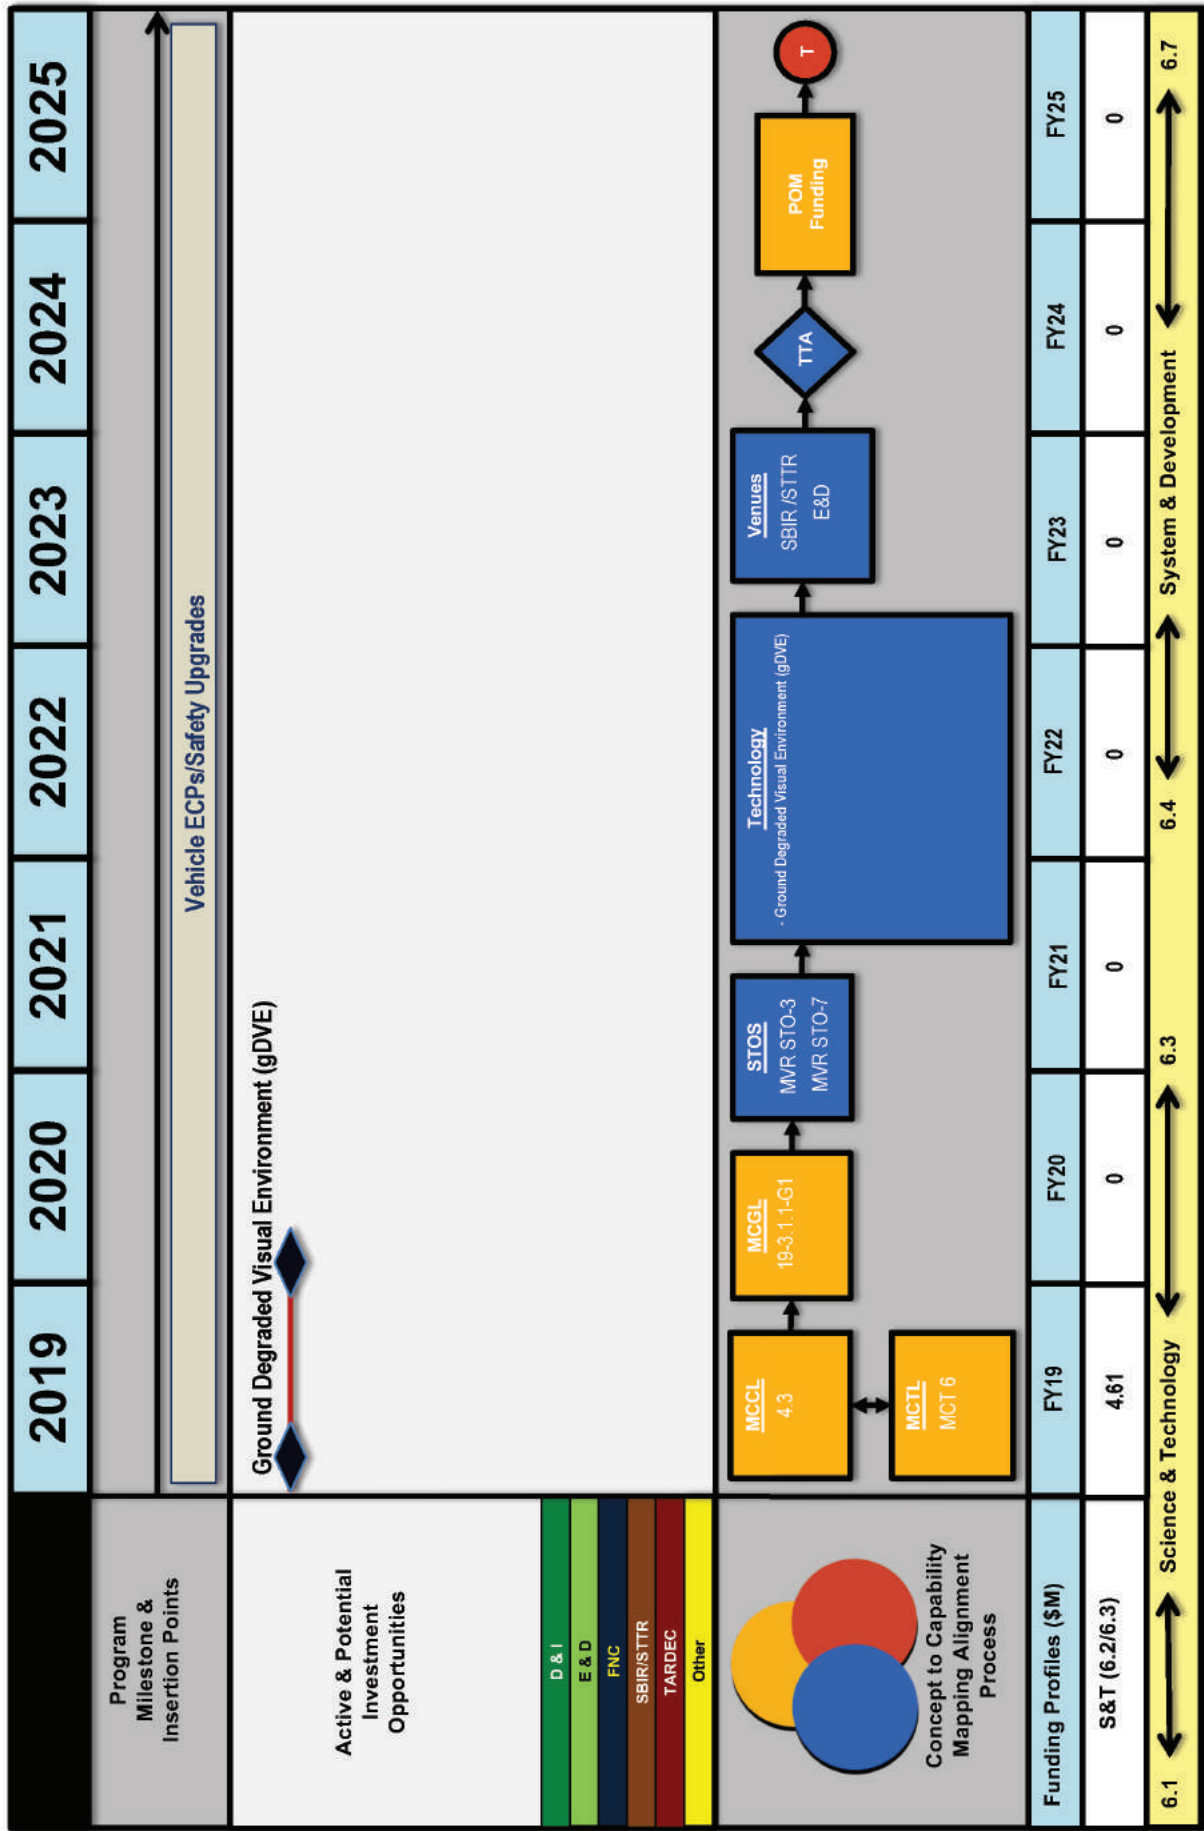 2019
2020
2021
2022
2023
2024
2025
Program
Milestone &
Insertion Points
Vehicle ECPs/Safety Upgrades
Active & Potential
Investment
Opportunities
Ground Degraded Visual Environment (gDVE)
D & I
E & D
FNC
SBIR/STTR
TARDEC
Other
Concept to Capability
Mapping Alignment
Process
MCCL
4.3
MCTL
MCT 6
MCGL
19-3.1.1-G1
STOS
MVR STO-3
MVR STO-7
Technology
- Ground Degraded Visual Environment (gDVE)
Venues
SBIR /STTR
E&D
TTA
POM
Funding
T
Funding Profiles ($M)
FY19
FY20
FY21
FY22
FY23
FY24
FY25
S&T (6.2/6.3)
4.61
0
0
0
0
0
0
6.1
Science & Technology
6.3
6.4
System & Development
6.7